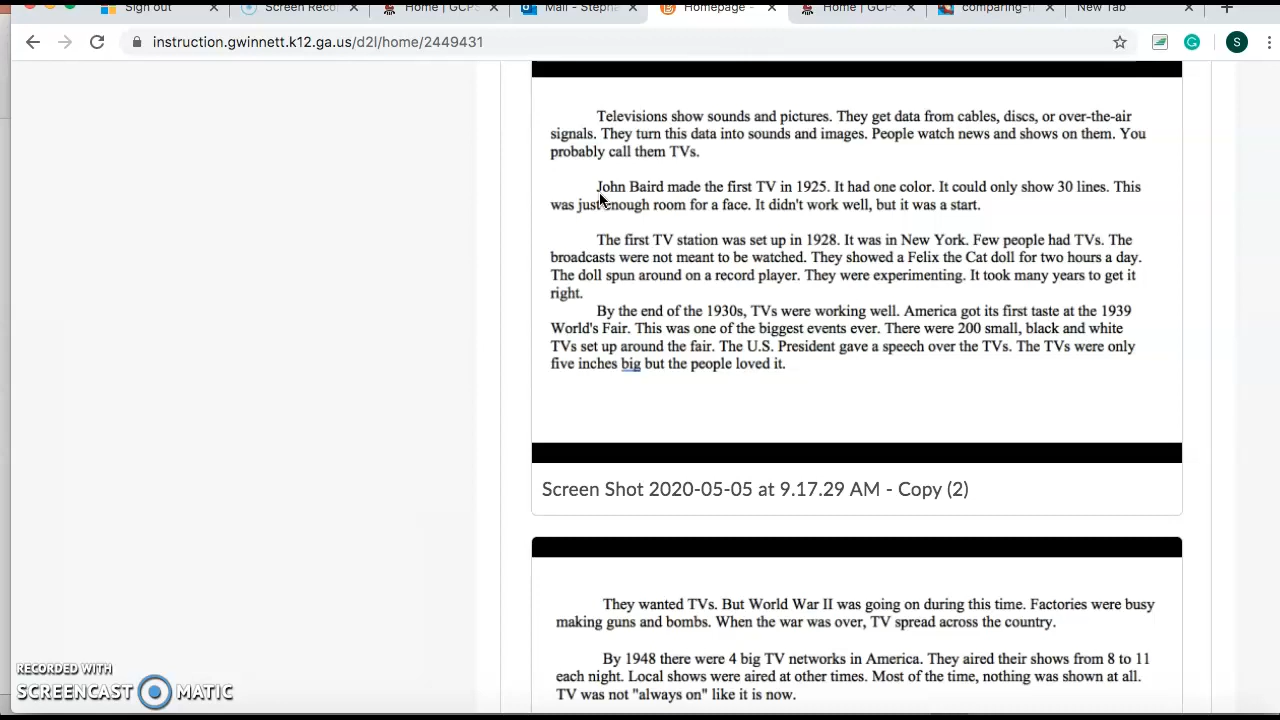 Sign out
Screen Reco
Home | GCPS
Mail - Steph
Homepage -
Home | GCPS
comparing-
New Tab
instruction.gwinnett.k12.ga.us/d2l/home/2449431
S
Televisions show sounds and pictures. They get data from cables, discs, or over-the-air
signals. They turn this data into sounds and images. People watch news and shows on them. You
probably call them TVs.
John Baird made the first TV in 1925. It had one color. It could only show 30 lines. This
was just enough room for a face. It didn't work well, but it was a start.
The first TV station was set up in 1928. It was in New York. Few people had TVs. The
broadcasts were not meant to be watched. They showed a Felix the Cat doll for two hours a day.
The doll spun around on a record player. They were experimenting. It took many years to get it
right.
By the end of the 1930s, TVs were working well. America got its first taste at the 1939
World's Fair. This was one of the biggest events ever. There were 200 small, black and white
TVs set up around the fair. The U.S. President gave a speech over the TVs. The TVs were only
five inches big but the people loved it.
Screen Shot 2020-05-05 at 9.17.29 AM - Copy (2)
They wanted TVs. But World War II was going on during this time. Factories were busy
making guns and bombs. When the war was over, TV spread across the country.
By 1948 there were 4 big TV networks in America. They aired their shows from 8 to 11
each night. Local shows were aired at other times. Most of the time, nothing was shown at all.
TV was not "always on" like it is now.
RECORDED WITH
SCREENCAST MATIC